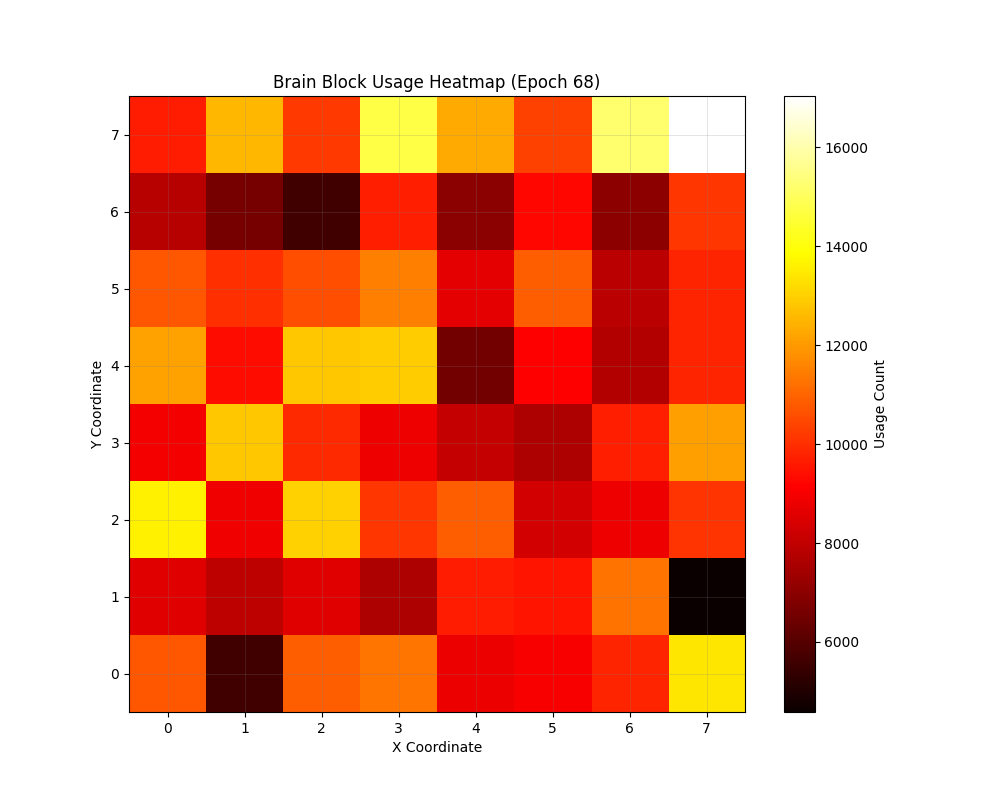 Brain Block Usage Heatmap (Epoch 68)
7
6
5
4
3
2
1
0
Y Coordinate
0 1 2 3 4 5 6 7
X Coordinate
16000
14000
12000
10000
8000
6000
Usage Count